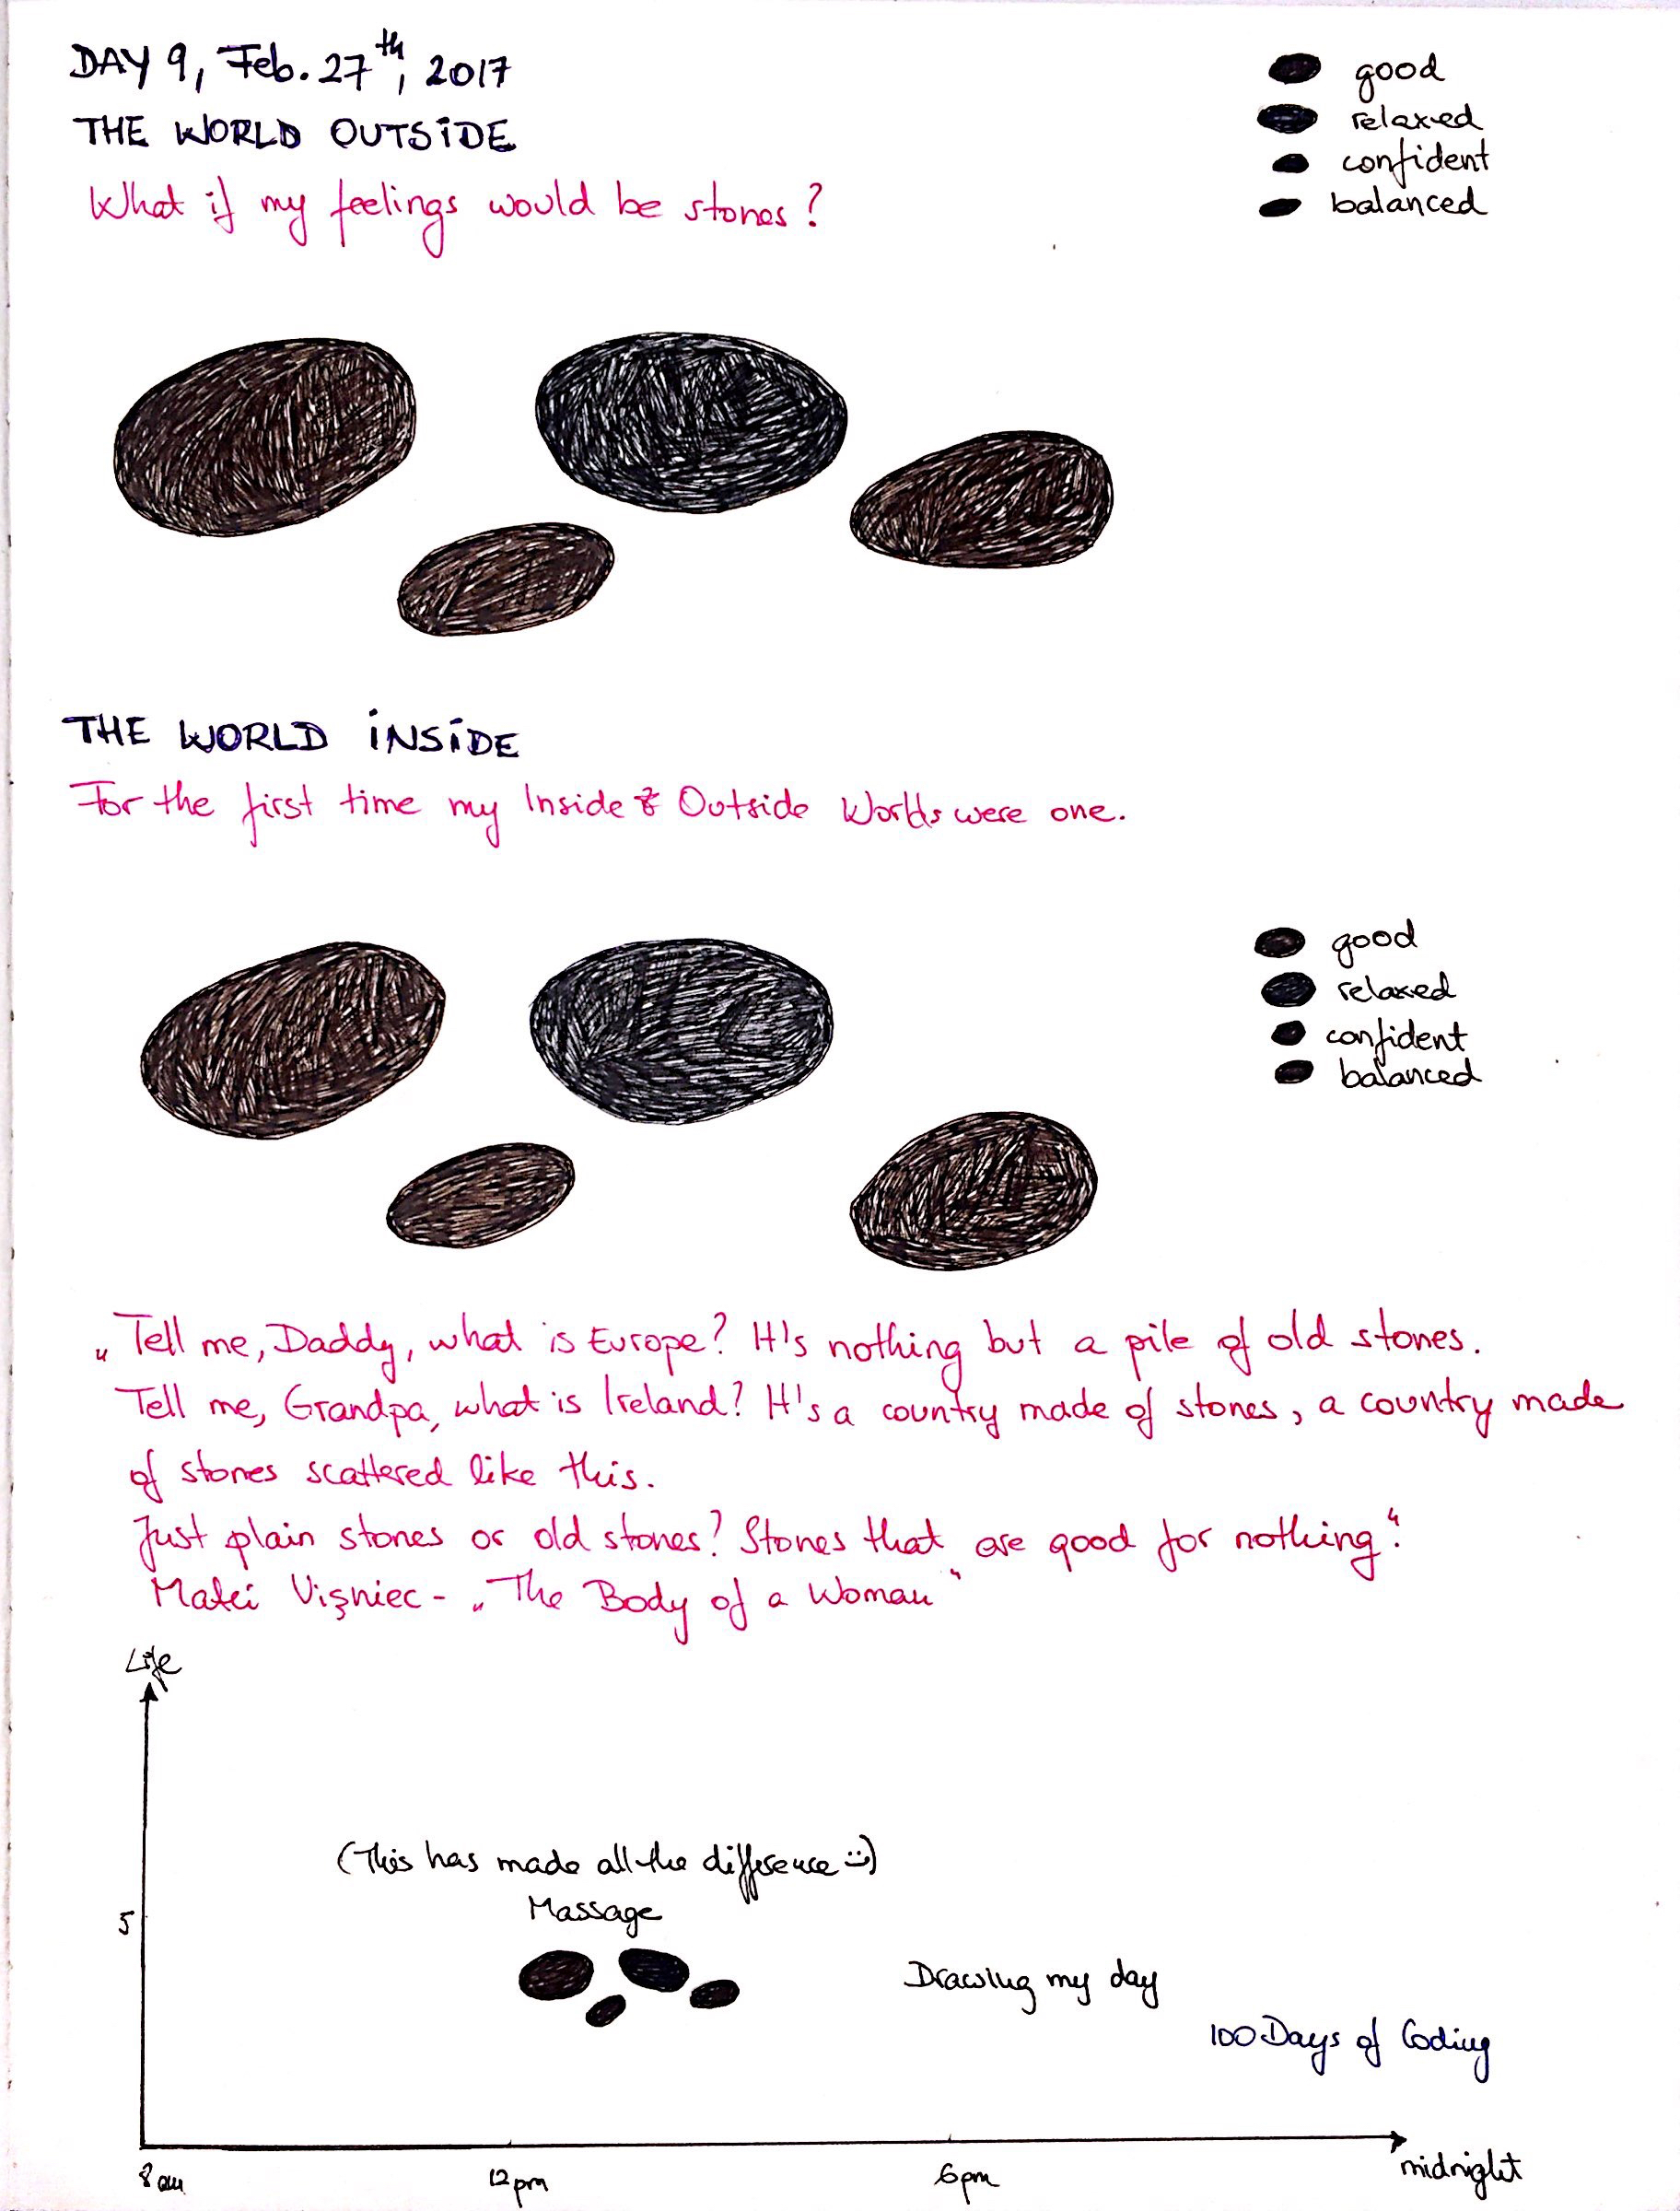 DAY 9, Feb. 27th, 2017
THE WORLD OUTSIDE
What if my feelings would be stones?
good
relaxed
confident
balanced
THE WORLD INSIDE
For the first time my Inside & Outside Worlds were one.
good
relaxed
confident
balanced
„Tell me, Daddy, what is Europe? It's nothing but a pile of old stones.
Tell me, Grandpa, what is Ireland? It's a country made of stones, a country made
of stones scattered like this.
Just plain stones or old stones? Stones that are good for nothing“.
Matei Vişniec - „The Body of a Woman“
Life
(This has made all the difference :))
Massage
5
Drawing my day
100 Days of Coding
8 am
12 pm
6 pm
midnight